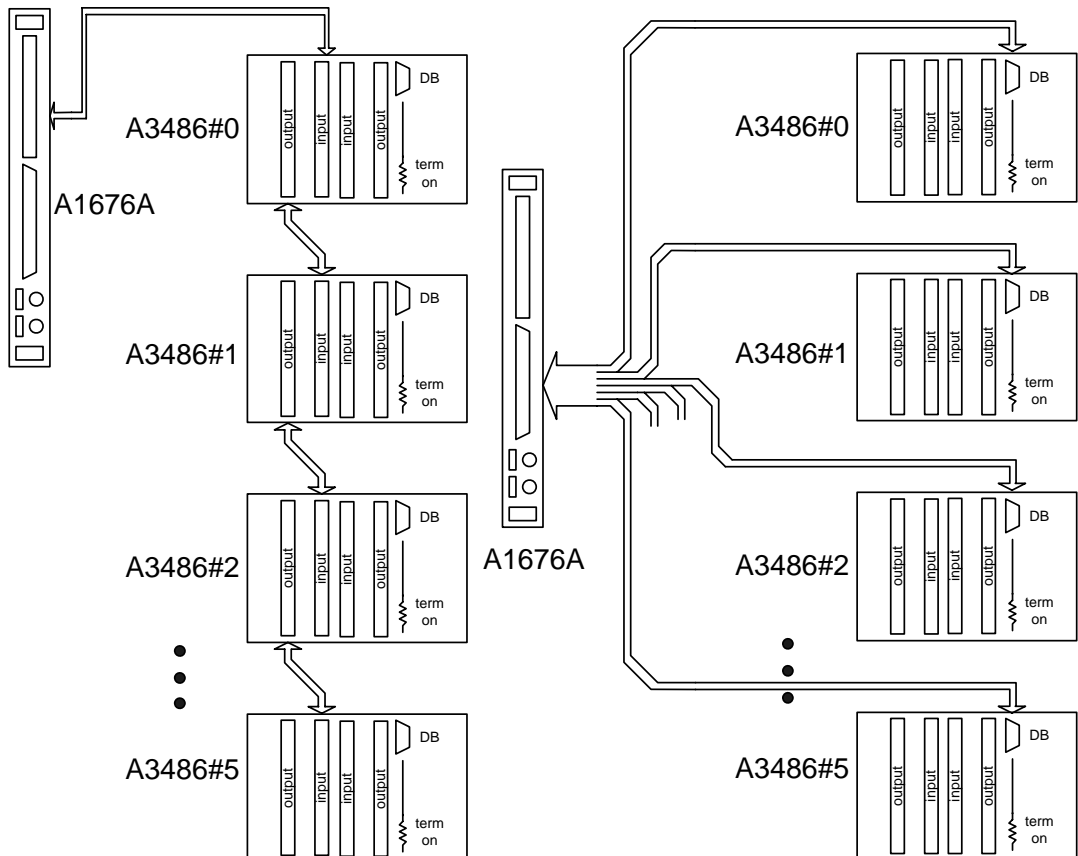 A1676A
A3486#0
output
input
input
output
DB
term
on
A3486#1
output
input
input
output
DB
term
on
A3486#2
output
input
input
output
DB
term
on
A3486#5
output
input
input
output
DB
term
on
A1676A
A3486#0
output
input
input
output
DB
term
on
A3486#1
output
input
input
output
DB
term
on
A3486#2
output
input
input
output
DB
term
on
A3486#5
output
input
input
output
DB
term
on